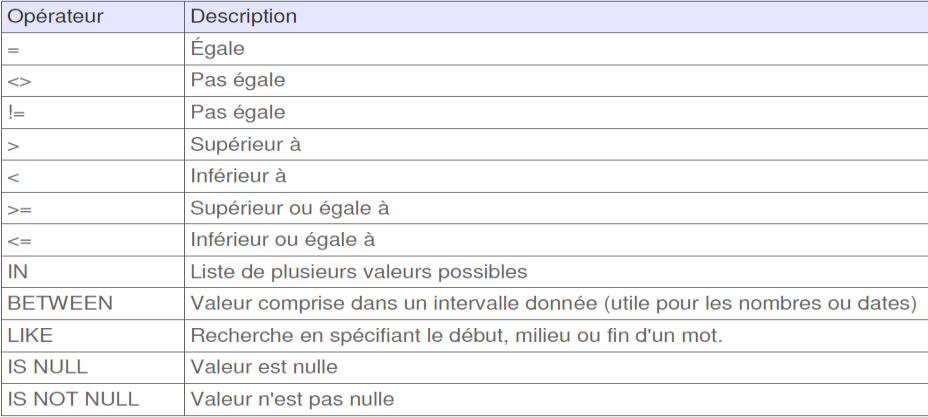 Opérateur Description
= Égale
<> Pas égale
!= Pas égale
> Supérieur à
< Inférieur à
>= Supérieur ou égale à
<= Inférieur ou égale à
IN Liste de plusieurs valeurs possibles
BETWEEN Valeur comprise dans un intervalle donnée (utile pour les nombres ou dates)
LIKE Recherche en spécifiant le début, milieu ou fin d'un mot.
IS NULL Valeur est nulle
IS NOT NULL Valeur n'est pas nulle